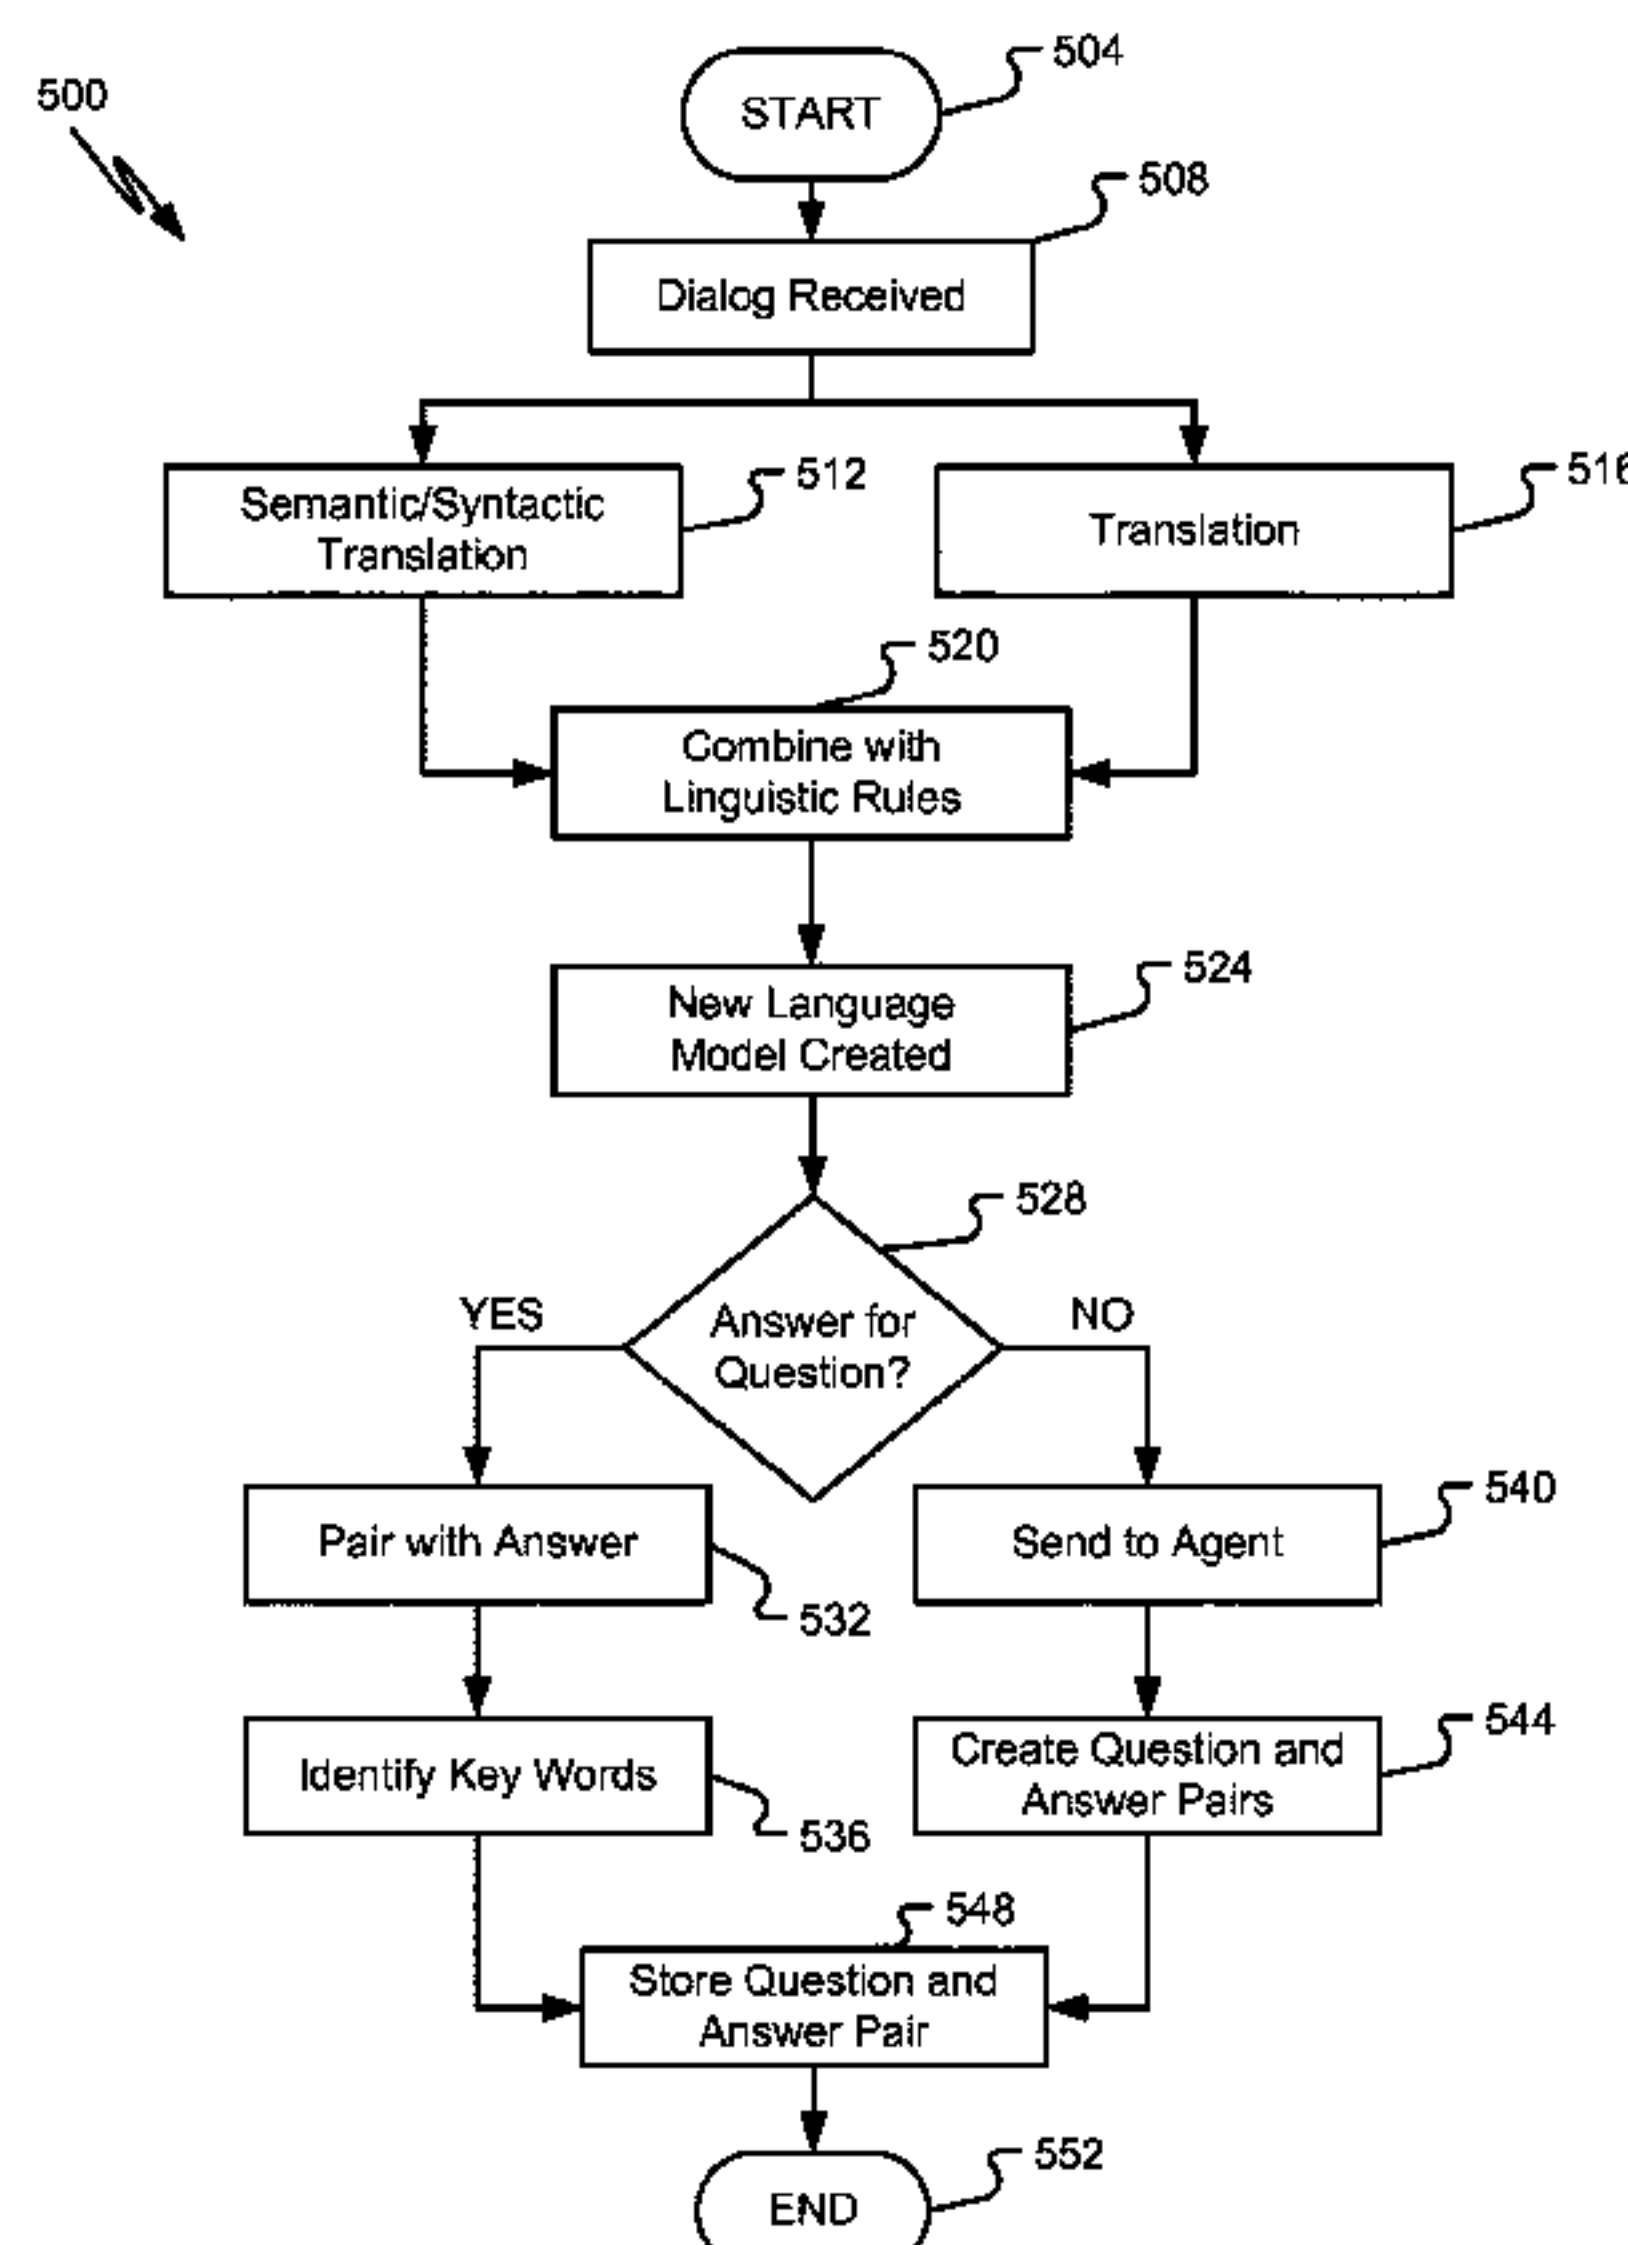 504
500
START
508
Dialog Received
512
516
Semantic/Syntactic
Translation
Translation
520
Combine with
Linguistic Rules
524
New Language
Model Created
528
YES
NO
Answer for
Question?
540
Pair with Answer
Send to Agent
532
544
Identify Key Words
Create Question and
Answer Pairs
536
548
Store Question and
Answer Pair
552
END